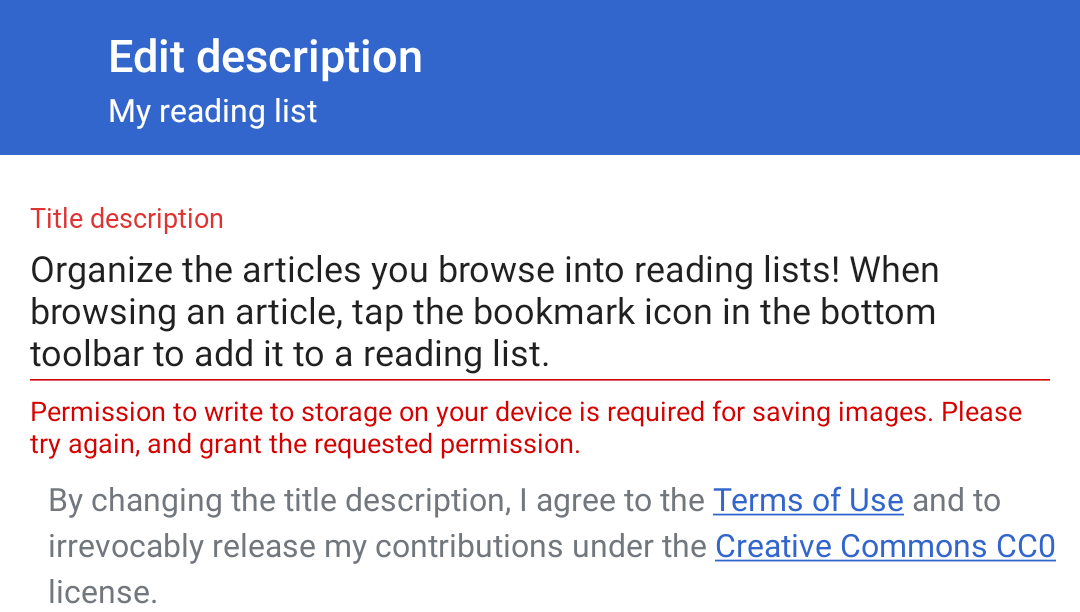 Edit description
My reading list
Title description
Organize the articles you browse into reading lists! When
browsing an article, tap the bookmark icon in the bottom
toolbar to add it to a reading list.
Permission to write to storage on your device is required for saving images. Please
try again, and grant the requested permission.
By changing the title description, I agree to the Terms of Use and to
irrevocably release my contributions under the Creative Commons CC0
license.